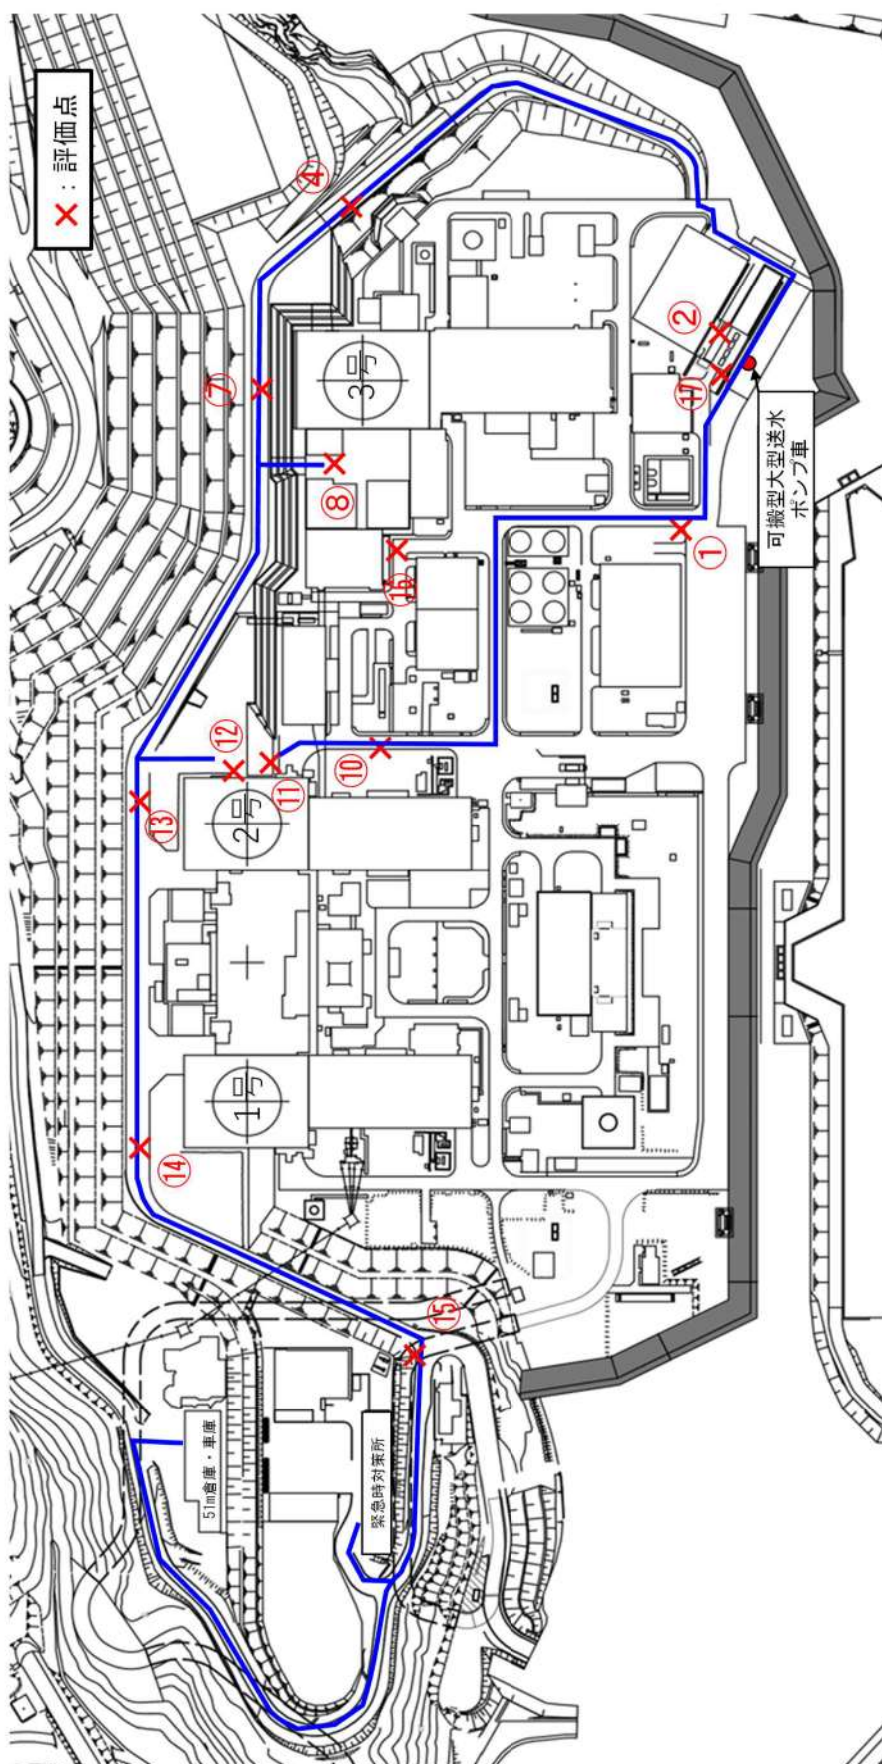 ×：評価点
④
⑦
②
⑰
3号
⑧
⑯
①
可搬型大型送水
ポンプ車
⑫
⑪
⑩
⑬
2号
1号
⑭
⑮
51m倉庫・車庫
緊急時対策所